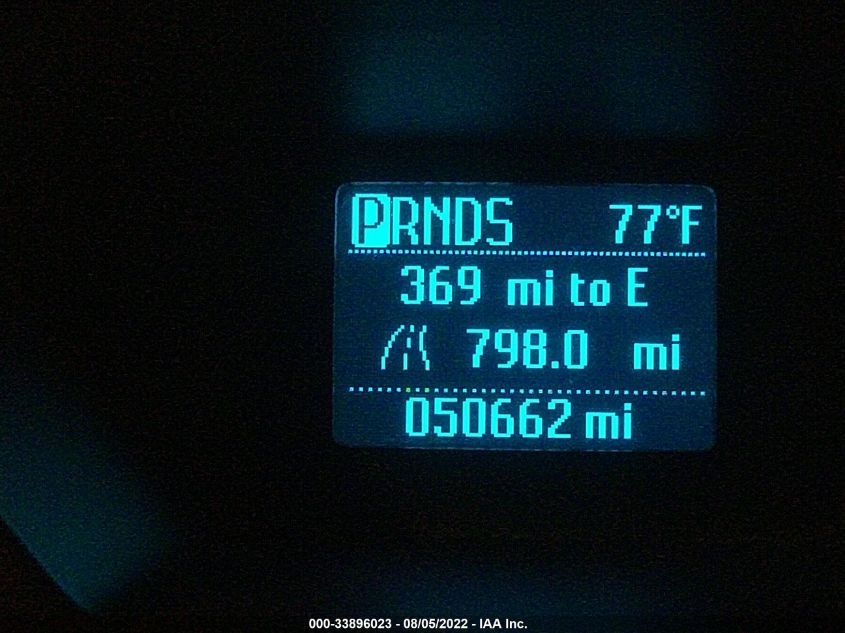 PRNDS 77°F
369 mi to E
798.0 mi
050662 mi
000-33896023 - 08/05/2022 - IAA Inc.